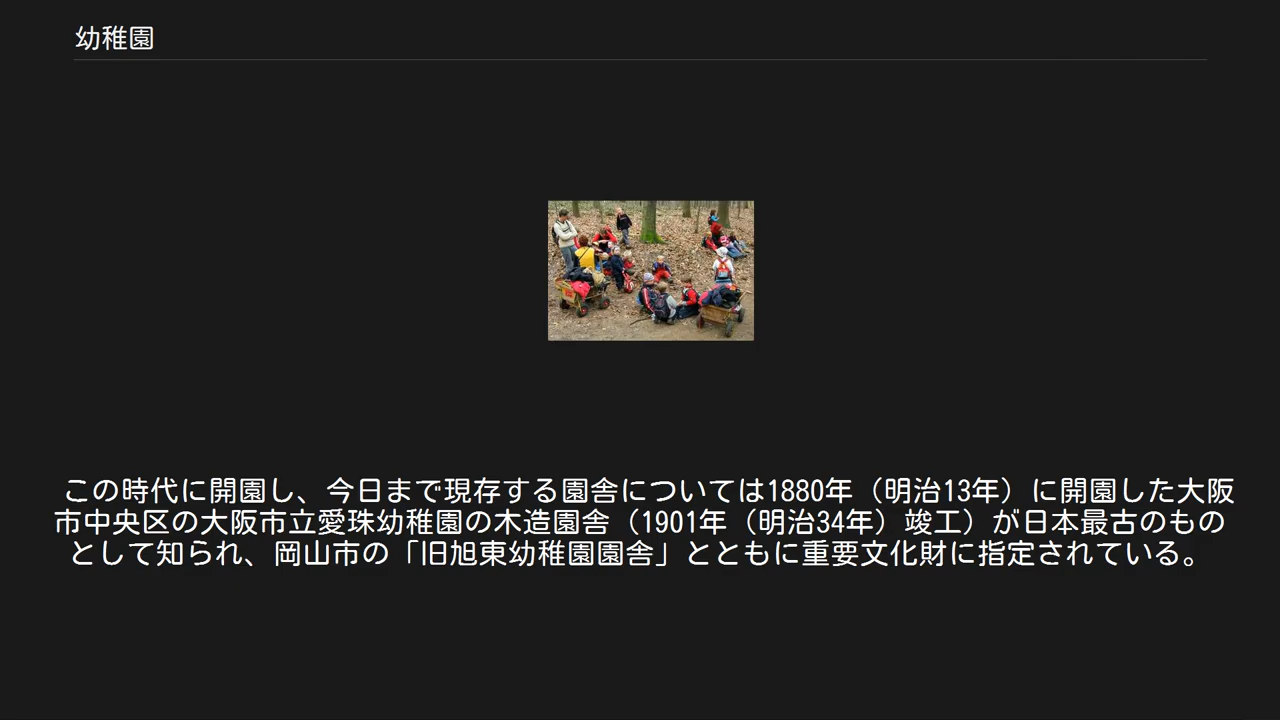 幼稚園
この時代に開園し、今日まで現存する園舎については1880年（明治13年）に開園した大阪
市中央区の大阪市立愛珠幼稚園の木造園舎（1901年（明治34年）竣工）が日本最古のもの
として知られ、岡山市の「旧旭東幼稚園園舎」とともに重要文化財に指定されている。